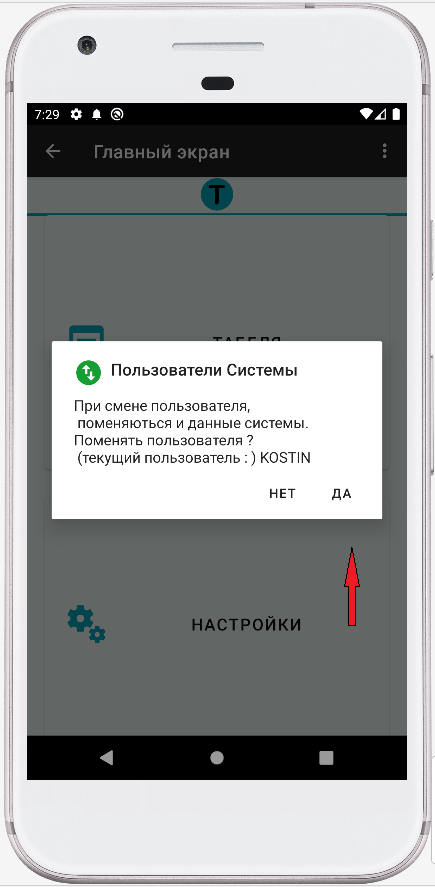 7:29
Главный экран
T
ТАБЕЛЯ
Пользователи Системы
При смене пользователя,
поменяються и данные системы.
Поменять пользователя ?
(текущий пользователь : ) KOSTIN
НЕТ ДА
НАСТРОЙКИ